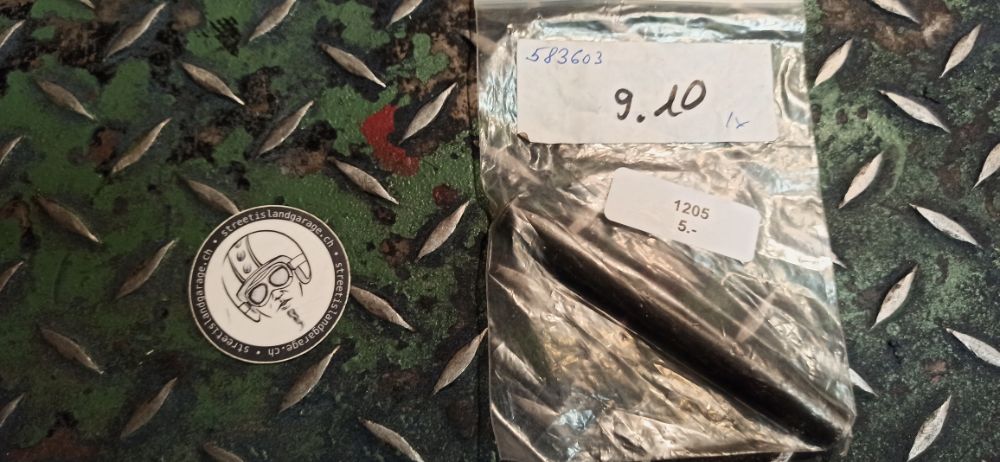 583603
9.10
1x
1205
5.-
streetislandgarage.ch • streetislandgarage.ch •